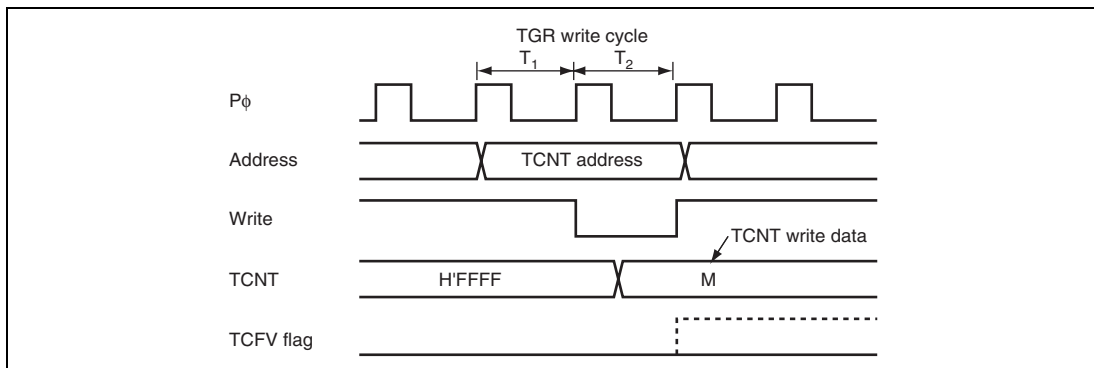 TGR write cycle
T1 T2
Pϕ
Address
TCNT address
Write
TCNT write data
TCNT
H'FFFF
M
TCFV flag